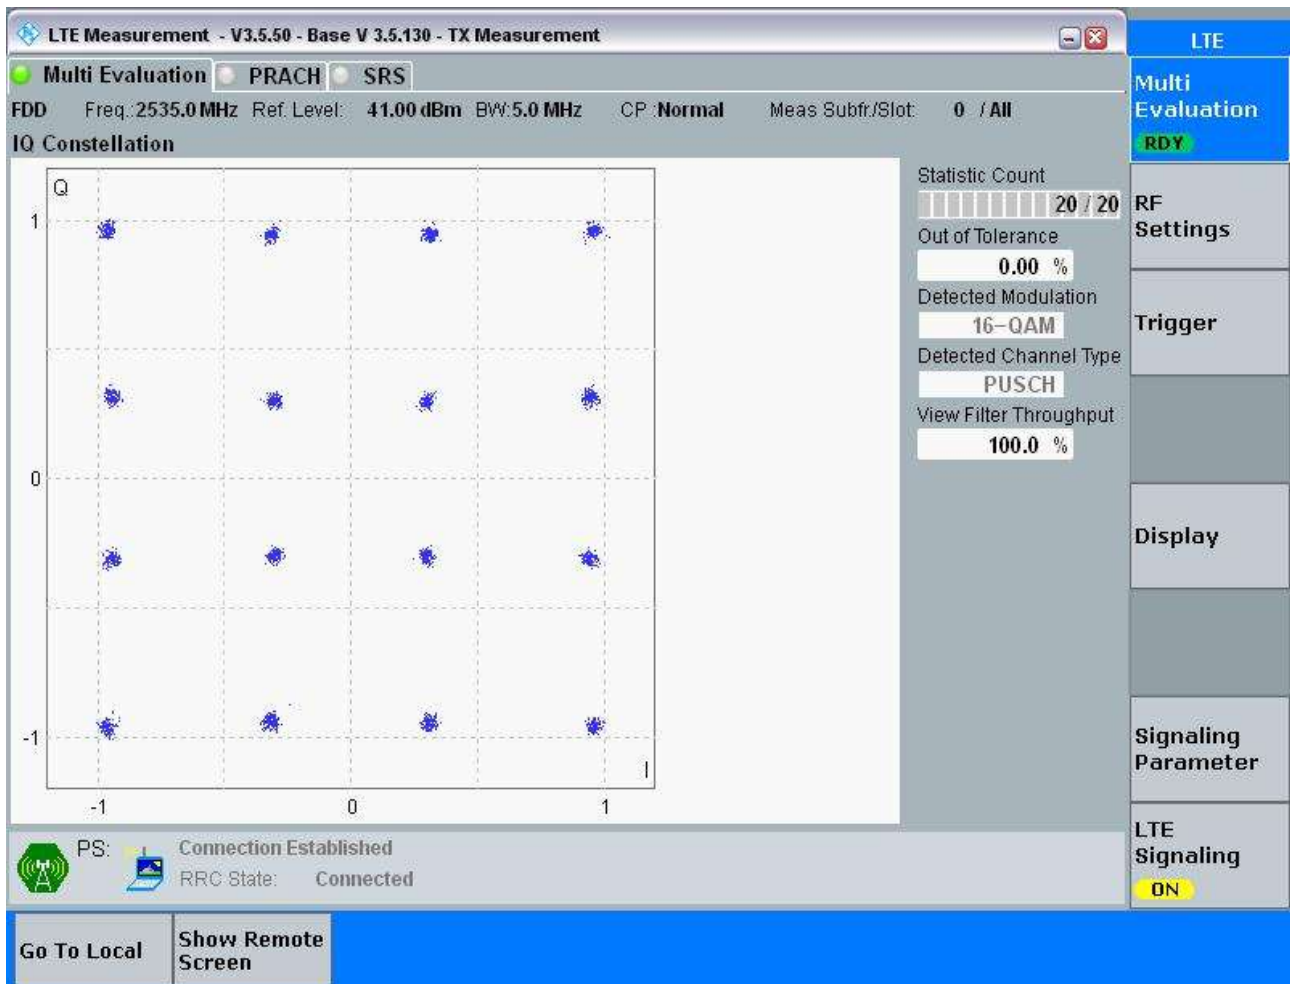 LTE Measurement - V3.5.50 - Base V 3.5.130 - TX Measurement
LTE
Multi Evaluation PRACH SRS
FDD Freq.:2535.0 MHz Ref. Level: 41.00 dBm BW:5.0 MHz CP :Normal Meas Subfr./Slot: 0 / All
IQ Constellation
Q
1
0
-1
I
-1 0 1
Statistic Count
20 / 20
Out of Tolerance
0.00 %
Detected Modulation
16-QAM
Detected Channel Type
PUSCH
View Filter Throughput
100.0 %
Multi
Evaluation
RDY
RF
Settings
Trigger
Display
Signaling
Parameter
LTE
Signaling
ON
PS: Connection Established
RRC State: Connected
Go To Local
Show Remote
Screen